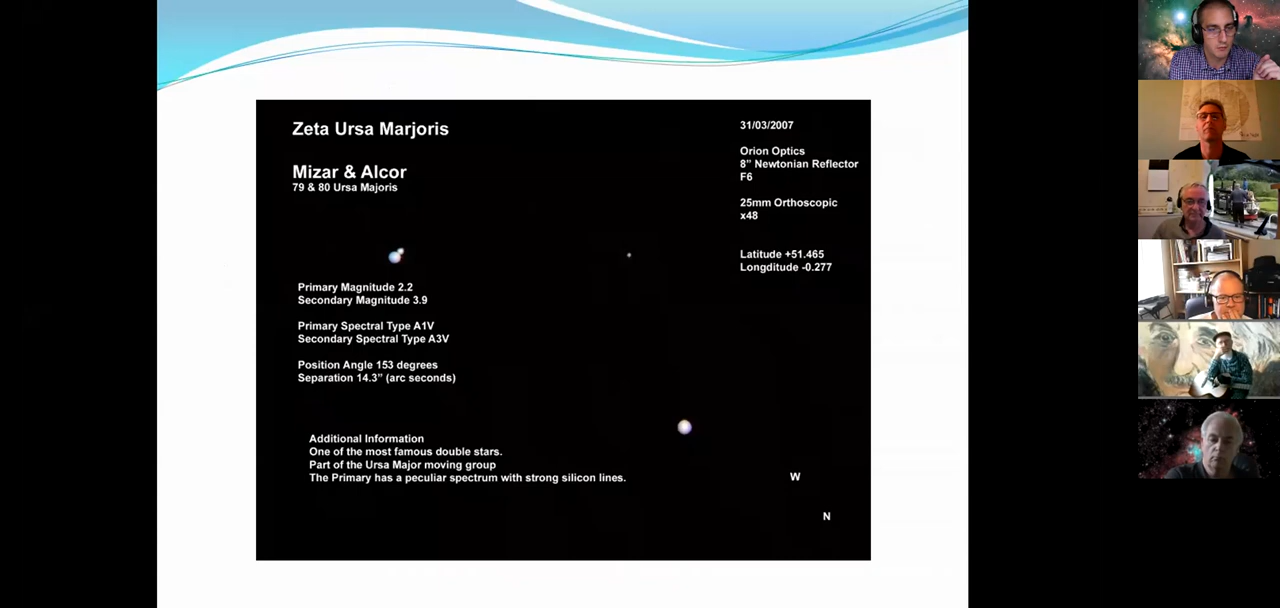 Zeta Ursa Marjoris
Mizar & Alcor
79 & 80 Ursa Majoris
31/03/2007
Orion Optics
8" Newtonian Reflector
F6
25mm Orthoscopic
x48
Latitude +51.465
Longditude -0.277
Primary Magnitude 2.2
Secondary Magnitude 3.9
Primary Spectral Type A1V
Secondary Spectral Type A3V
Position Angle 153 degrees
Separation 14.3" (arc seconds)
Additional Information
One of the most famous double stars.
Part of the Ursa Major moving group
The Primary has a peculiar spectrum with strong silicon lines.
W
N